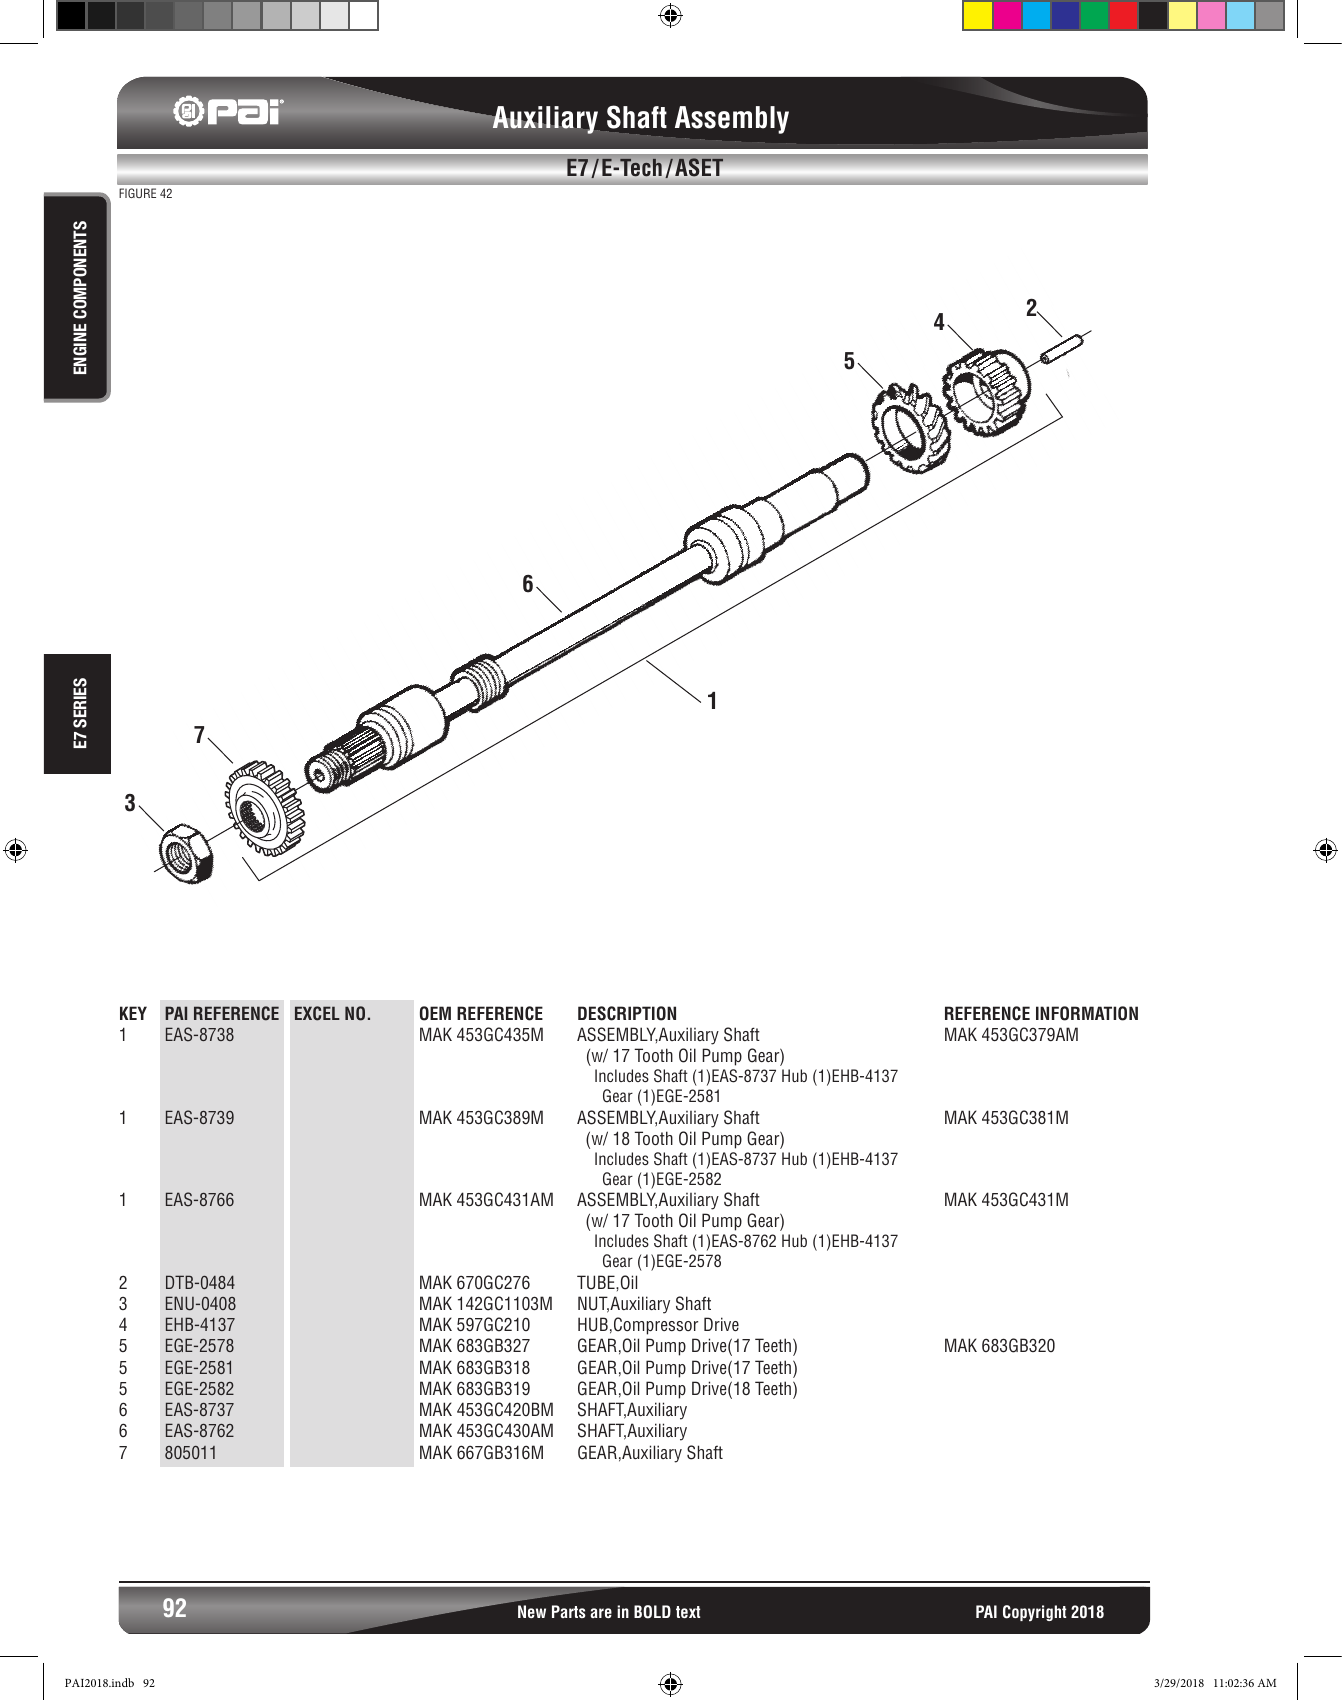 PAI
Auxiliary Shaft Assembly
E7/E-Tech/ASET
FIGURE 42
ENGINE COMPONENTS
E7 SERIES
2
4
5
6
1
7
3
KEY PAI REFERENCE EXCEL NO. OEM REFERENCE DESCRIPTION REFERENCE INFORMATION
1 EAS-8738 MAK 453GC435M ASSEMBLY,Auxiliary Shaft MAK 453GC379AM
(w/ 17 Tooth Oil Pump Gear)
Includes Shaft (1)EAS-8737 Hub (1)EHB-4137
Gear (1)EGE-2581
1 EAS-8739 MAK 453GC389M ASSEMBLY,Auxiliary Shaft MAK 453GC381M
(w/ 18 Tooth Oil Pump Gear)
Includes Shaft (1)EAS-8737 Hub (1)EHB-4137
Gear (1)EGE-2582
1 EAS-8766 MAK 453GC431AM ASSEMBLY,Auxiliary Shaft MAK 453GC431M
(w/ 17 Tooth Oil Pump Gear)
Includes Shaft (1)EAS-8762 Hub (1)EHB-4137
Gear (1)EGE-2578
2 DTB-0484 MAK 670GC276 TUBE,Oil
3 ENU-0408 MAK 142GC1103M NUT,Auxiliary Shaft
4 EHB-4137 MAK 597GC210 HUB,Compressor Drive
5 EGE-2578 MAK 683GB327 GEAR,Oil Pump Drive(17 Teeth) MAK 683GB320
5 EGE-2581 MAK 683GB318 GEAR,Oil Pump Drive(17 Teeth)
5 EGE-2582 MAK 683GB319 GEAR,Oil Pump Drive(18 Teeth)
6 EAS-8737 MAK 453GC420BM SHAFT,Auxiliary
6 EAS-8762 MAK 453GC430AM SHAFT,Auxiliary
7 805011 MAK 667GB316M GEAR,Auxiliary Shaft
92 New Parts are in BOLD text PAI Copyright 2018
PAI2018.indb 92 3/29/2018 11:02:36 AM